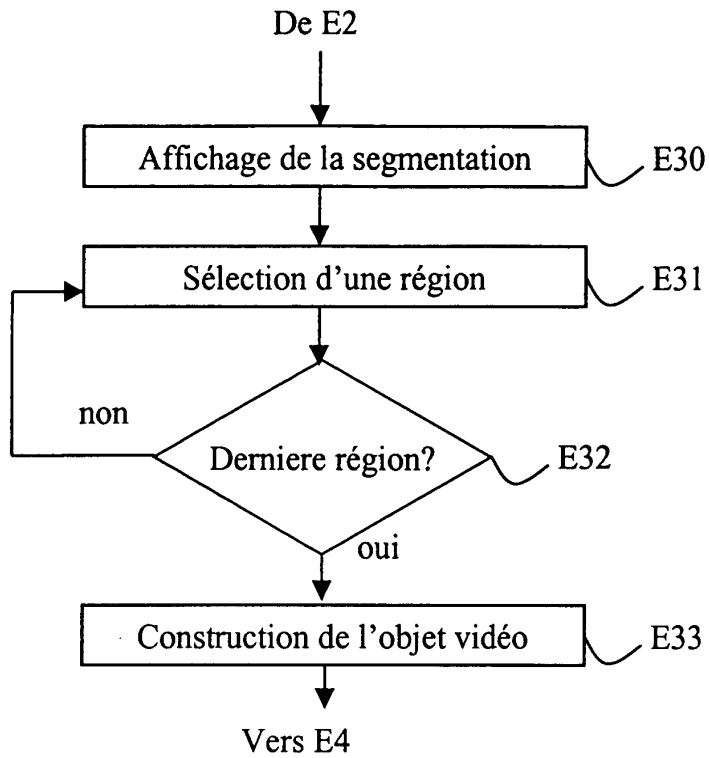 De E2
Affichage de la segmentation
E30
Sélection d'une région
E31
non
Derniere région?
E32
oui
Construction de l'objet vidéo
E33
Vers E4